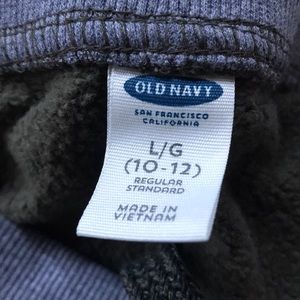 OLD NAVY
SAN FRANCISCO
CALIFORNIA
L/G
(10-12)
REGULAR
STANDARD
MADE IN
VIETNAM